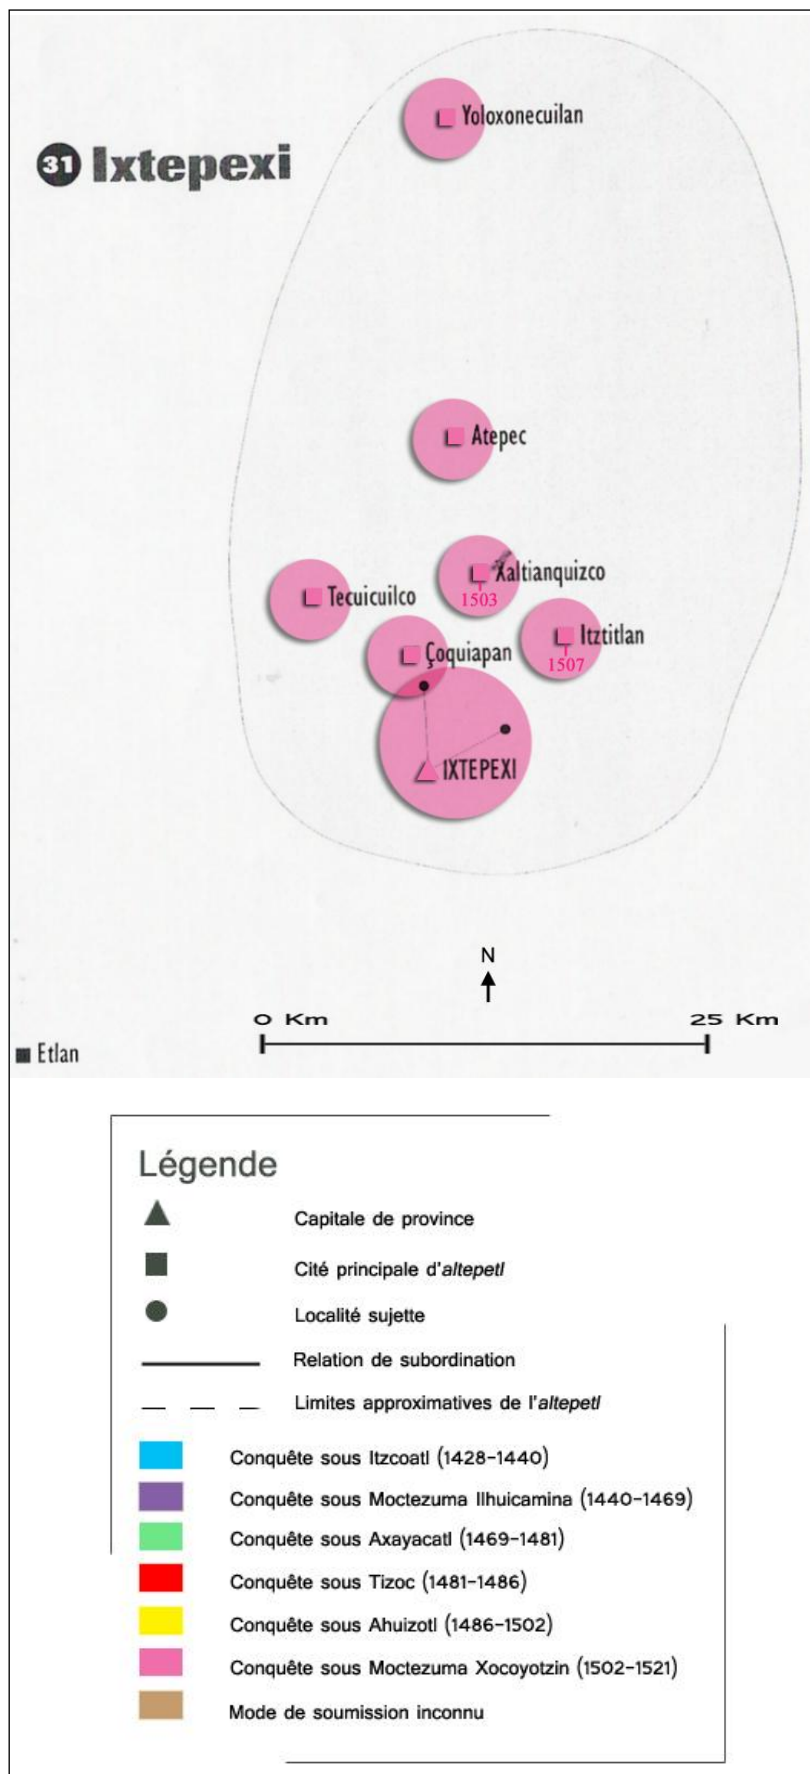 Yoloxonecuilan
31 Ixtepexi
Atepec
Xaltianquizco
1503
Tecuicuilco
Itztitlan
1507
Çoquiapan
IXTEPEXI
N
0 Km 25 Km
Etlan
Légende
Capitale de province
Cité principale d'altepetl
Localité sujette
Relation de subordination
Limites approximatives de l'altepetl
Conquête sous Itzcoatl (1428-1440)
Conquête sous Moctezuma Ilhuicamina (1440-1469)
Conquête sous Axayacatl (1469-1481)
Conquête sous Tizoc (1481-1486)
Conquête sous Ahuizotl (1486-1502)
Conquête sous Moctezuma Xocoyotzin (1502-1521)
Mode de soumission inconnu